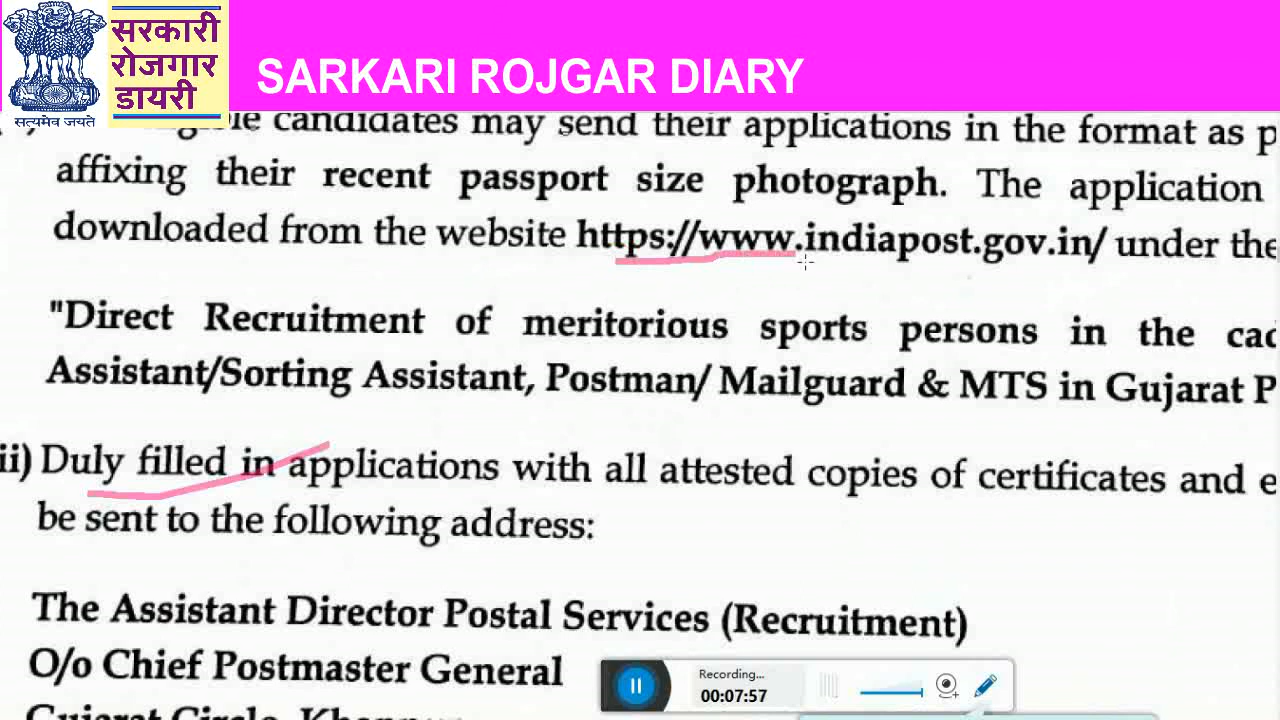 सरकारी
रोजगार
डायरी
सत्यमेव जयते
SARKARI ROJGAR DIARY
candidates may send their applications in the format as p
affixing their recent passport size photograph. The application
downloaded from the website https://www.indiapost.gov.in/ under the
"Direct Recruitment of meritorious sports persons in the cad
Assistant/Sorting Assistant, Postman/ Mailguard & MTS in Gujarat P
ii) Duly filled in applications with all attested copies of certificates and e
be sent to the following address:
The Assistant Director Postal Services (Recruitment)
O/o Chief Postmaster General
Gujarat Circle,
Recording...
00:07:57